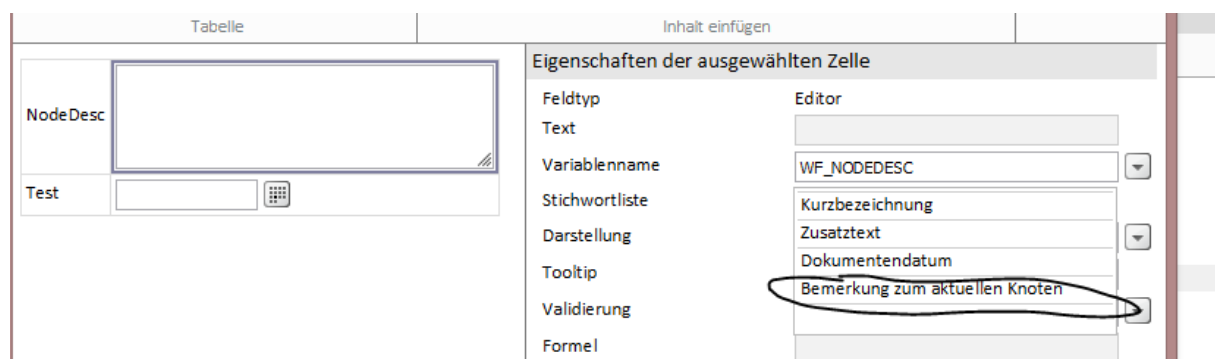 Tabelle Inhalt einfügen
Eigenschaften der ausgewählten Zelle
NodeDesc
Test
Feldtyp Editor
Text
Variablenname WF_NODEDESC
Stichwortliste Kurzbezeichnung
Darstellung Zusatztext
Dokumentendatum
Tooltip
Bemerkung zum aktuellen Knoten
Validierung
Formel